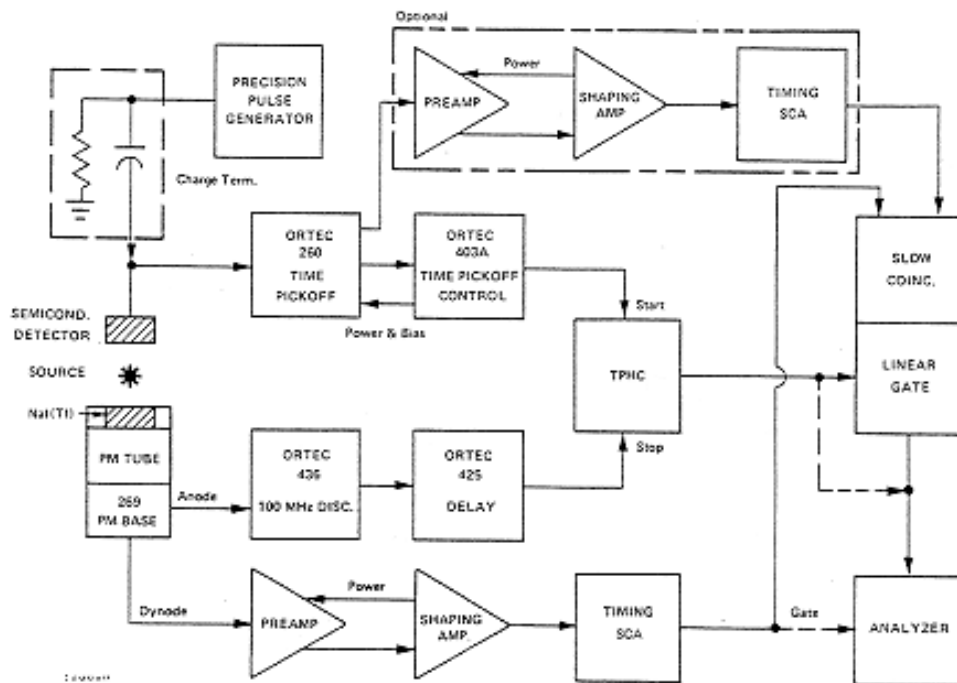 Optional
PRECISION
PULSE
GENERATOR
Power
PREAMP
SHAPING
AMP
TIMING
SCA
Charge Term.
ORTEC
260
TIME
PICKOFF
ORTEC
403A
TIME PICKOFF
CONTROL
Power & Bias
SLOW
COINC.
LINEAR
GATE
SEMICOND.
DETECTOR
SOURCE
Start
TPHC
Stop
NaI(Tl)
PM TUBE
269
PM BASE
Anode
ORTEC
436
100 MHz DISC.
ORTEC
425
DELAY
Dynode
PREAMP
Power
SHAPING
AMP.
TIMING
SCA
Gate
ANALYZER